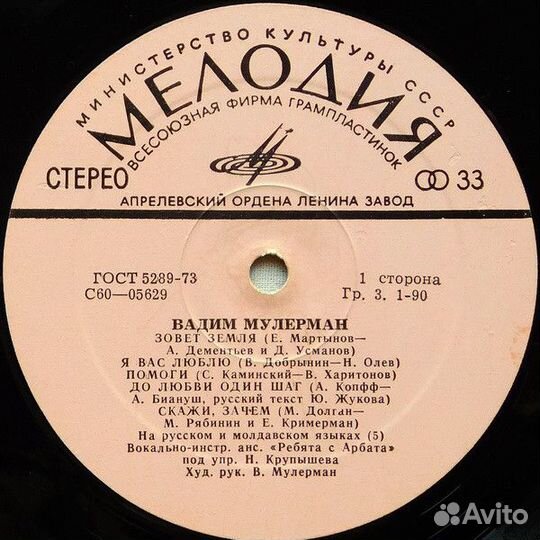 МИНИСТЕРСТВО КУЛЬТУРЫ СССР
МЕЛОДИЯ
ВСЕСОЮЗНАЯ ФИРМА ГРАМПЛАСТИНОК
СТЕРЕО 33
АПРЕЛЕВСКИЙ ОРДЕНА ЛЕНИНА ЗАВОД
ГОСТ 5289-73 1 сторона
С60—05629 Гр. 3. 1-90
ВАДИМ МУЛЕРМАН
ЗОВЕТ ЗЕМЛЯ (Е. Мартынов—
А. Дементьев и Д. Усманов)
Я ВАС ЛЮБЛЮ (В. Добрынин—Н. Олев)
ПОМОГИ (С. Каминский—В. Харитонов)
ДО ЛЮБВИ ОДИН ШАГ (А. Копфф—
А. Биануш, русский текст Ю. Жукова)
СКАЖИ, ЗАЧЕМ (М. Долган—
М. Рябинин и Е. Кримерман)
На русском и молдавском языках (5)
Вокально-инстр. анс. «Ребята с Арбата»
под упр. Н. Крупышева
Худ. рук. В. Мулерман
Avito